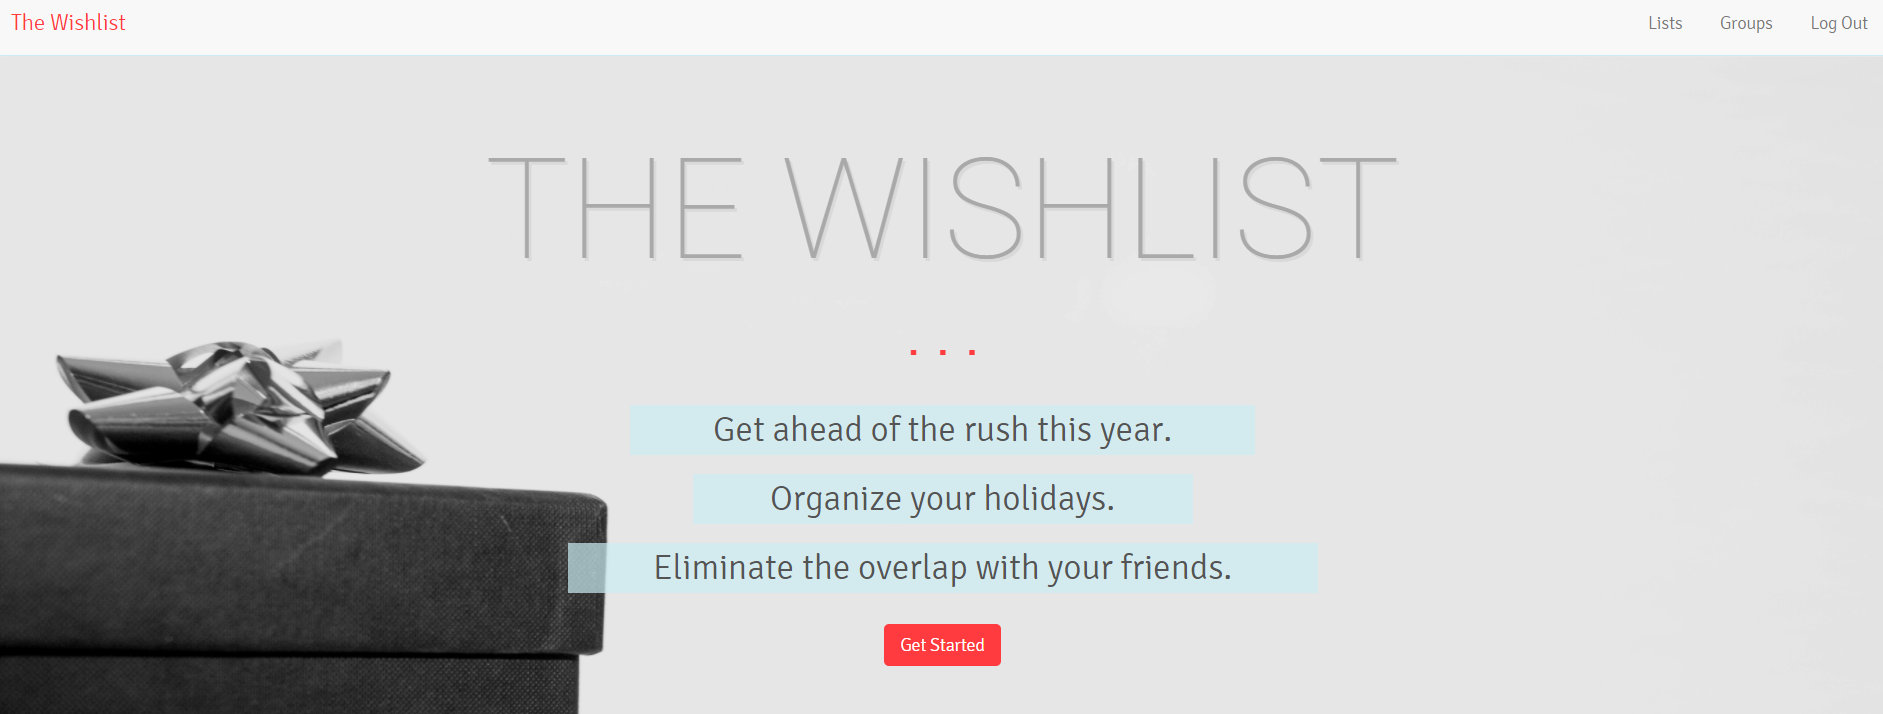 The Wishlist
Lists Groups Log Out
THE WISHLIST
...
Get ahead of the rush this year.
Organize your holidays.
Eliminate the overlap with your friends.
Get Started